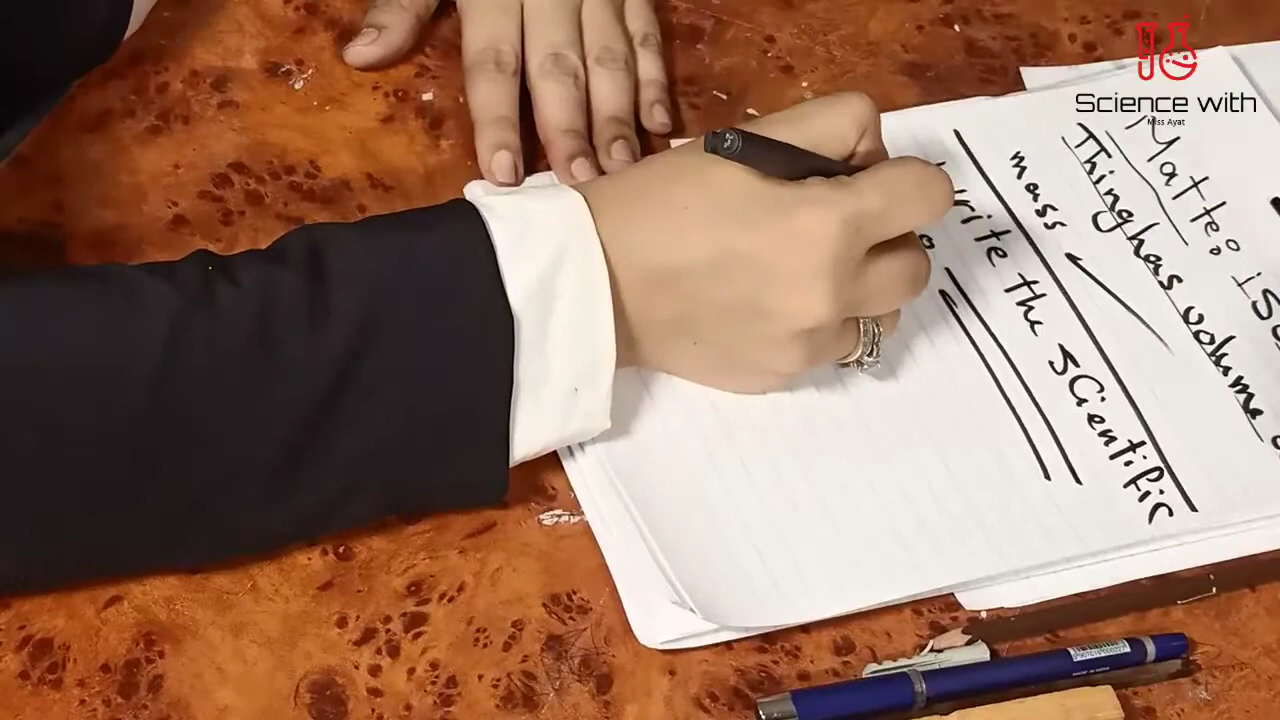 Science with
Miss Ayat
Matter: is
Thing has volume
mass
write the Scientific